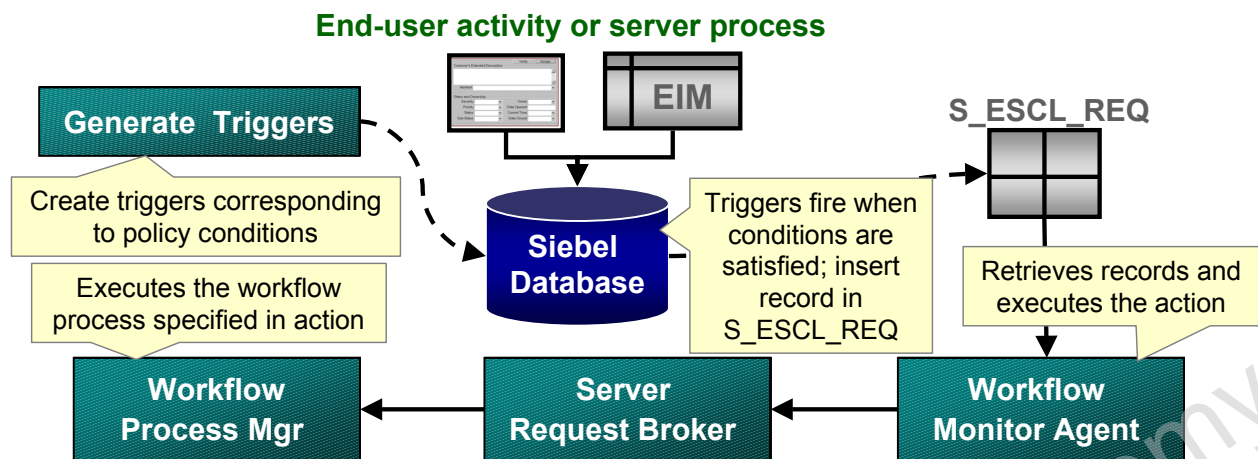 End-user activity or server process
EIM
S_ESCL_REQ
Generate Triggers
Create triggers corresponding
to policy conditions
Siebel
Database
Triggers fire when
conditions are
satisfied; insert
record in
S_ESCL_REQ
Retrieves records and
executes the action
Executes the workflow
process specified in action
Workflow
Process Mgr
Server
Request Broker
Workflow
Monitor Agent